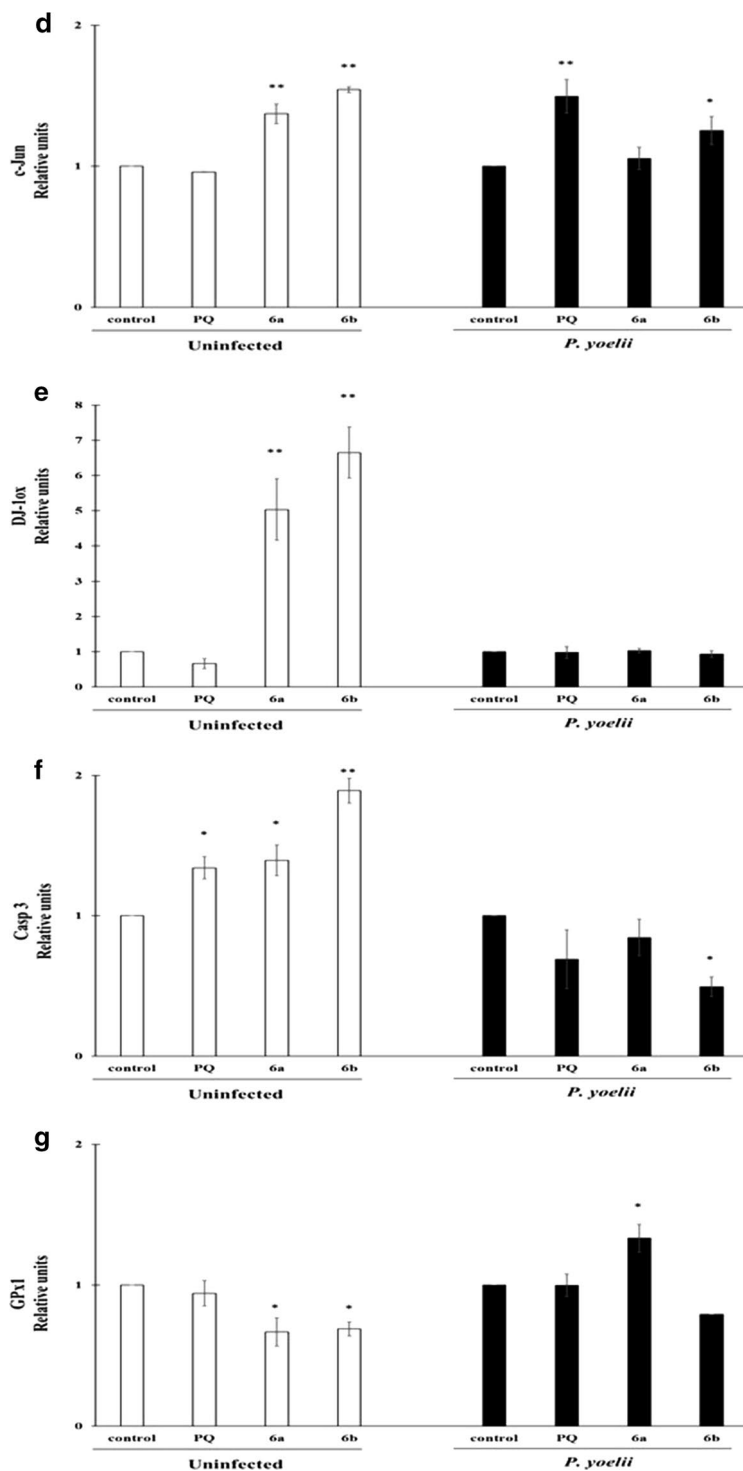 d
2
**
**
**
*
c-Jun
Relative units
1
0
control PQ 6a 6b control PQ 6a 6b
Uninfected P. yoelii
e
8
**
7
**
6
DJ-1ox
Relative units
5
4
3
2
1
0
control PQ 6a 6b control PQ 6a 6b
Uninfected P. yoelii
f
2
**
*
*
Casp 3
Relative units
1
*
0
control PQ 6a 6b control PQ 6a 6b
Uninfected P. yoelii
g
2
*
GPx1
Relative units
1
*
*
0
control PQ 6a 6b control PQ 6a 6b
Uninfected P. yoelii